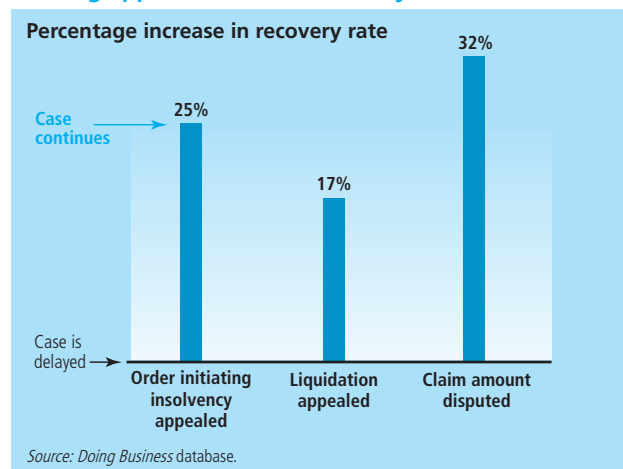 Percentage increase in recovery rate
32%
25%
Case
continues
17%
Case is
delayed
Order initiating
insolvency
appealed
Liquidation
appealed
Claim amount
disputed
Source: Doing Business database.